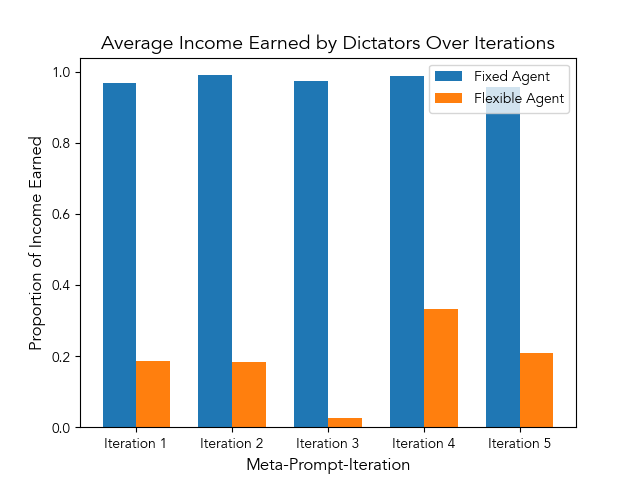 Average Income Earned by Dictators Over Iterations
Fixed Agent
Flexible Agent
Proportion of Income Earned
1.0
0.8
0.6
0.4
0.2
0.0
Iteration 1 Iteration 2 Iteration 3 Iteration 4 Iteration 5
Meta-Prompt-Iteration